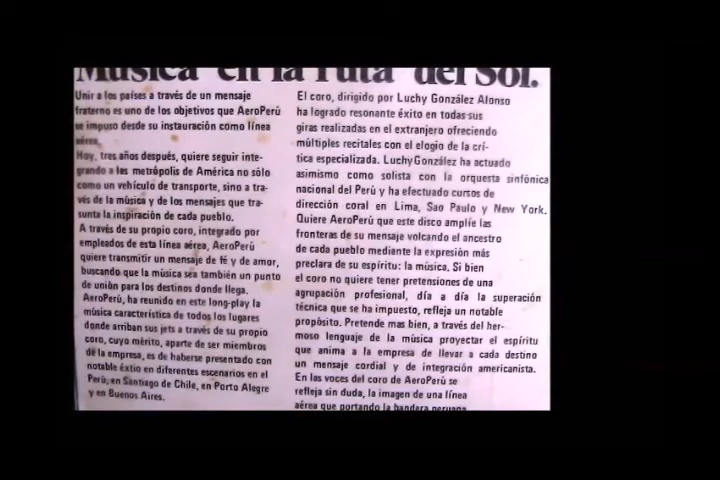 Música en la ruta del Sol.
Unir a los países a través de un mensaje
fraterno es uno de los objetivos que AeroPerú
se impuso desde su instauración como línea
aérea.
Hoy, tres años después, quiere seguir inte-
grando a las metrópolis de América no sólo
como un vehículo de transporte, sino a tra-
vés de la música y de los mensajes que tra-
sunta la inspiración de cada pueblo.
A través de su propio coro, integrado por
empleados de esta línea aérea, AeroPerú
quiere transmitir un mensaje de fé y de amor,
buscando que la música sea también un punto
de unión para los destinos donde llega.
AeroPerú, ha reunido en este long-play la
música característica de todos los lugares
donde arriban sus jets a través de su propio
coro, cuyo mérito, aparte de ser miembros
de la empresa, es de haberse presentado con
notable éxtio en diferentes escenarios en el
Perú, en Santiago de Chile, en Porto Alegre
y en Buenos Aires.
El coro, dirigido por Luchy González Alonso
ha logrado resonante éxito en todas sus
giras realizadas en el extranjero ofreciendo
múltiples recitales con el elogio de la crí-
tica especializada. Luchy González ha actuado
asimismo como solista con la orquesta sinfónica
nacional del Perú y ha efectuado cursos de
dirección coral en Lima, Sao Paulo y New York.
Quiere AeroPerú que este disco amplíe las
fronteras de su mensaje volcando el ancestro
de cada pueblo mediante la expresión más
preclara de su espíritu: la música. Si bien
el coro no quiere tener pretensiones de una
agrupación profesional, día a día la superación
técnica que se ha impuesto, refleja un notable
propósito. Pretende mas bien, a través del her-
moso lenguaje de la música proyectar el espíritu
que anima a la empresa de llevar a cada destino
un mensaje cordial y de integración americanista.
En las voces del coro de AeroPerú se
refleja sin duda, la imagen de una línea
aérea que portando la bandera peruana